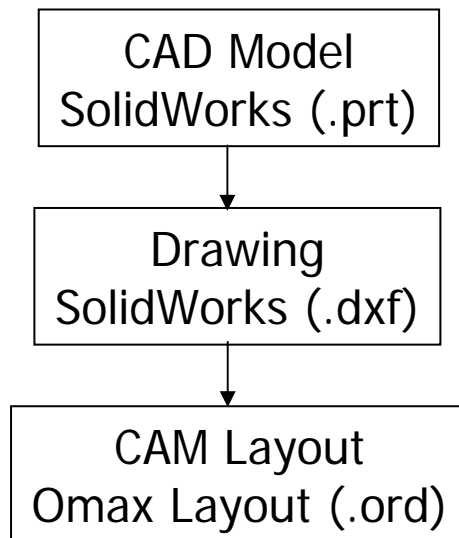 CAD Model
SolidWorks (.prt)
Drawing
SolidWorks (.dxf)
CAM Layout
Omax Layout (.ord)